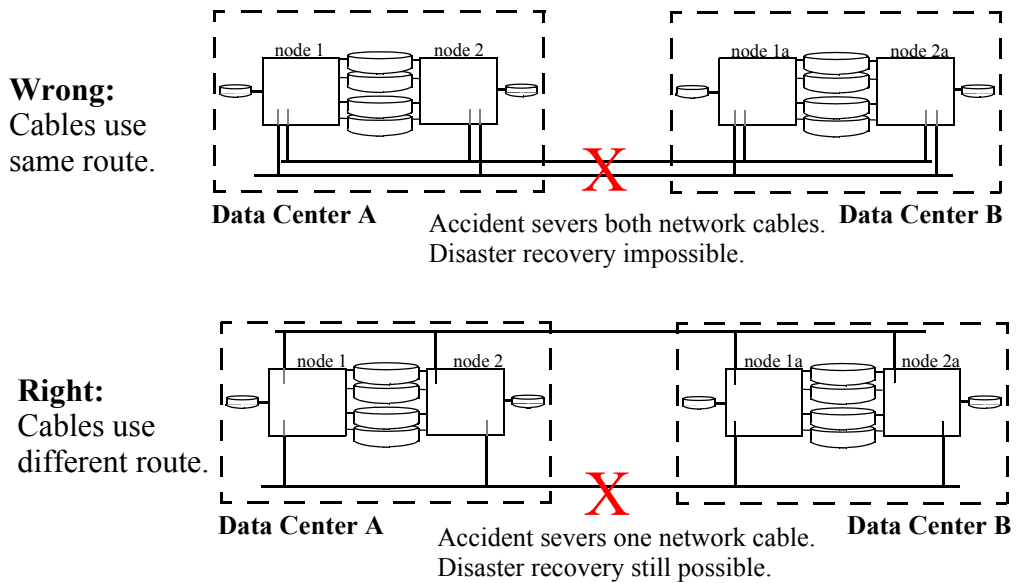 node 1
node 2
node 1a
node 2a
Wrong:
Cables use
same route.
X
Data Center A
Data Center B
Accident severs both network cables.
Disaster recovery impossible.
node 1
node 2
node 1a
node 2a
Right:
Cables use
different route.
X
Data Center A
Data Center B
Accident severs one network cable.
Disaster recovery still possible.